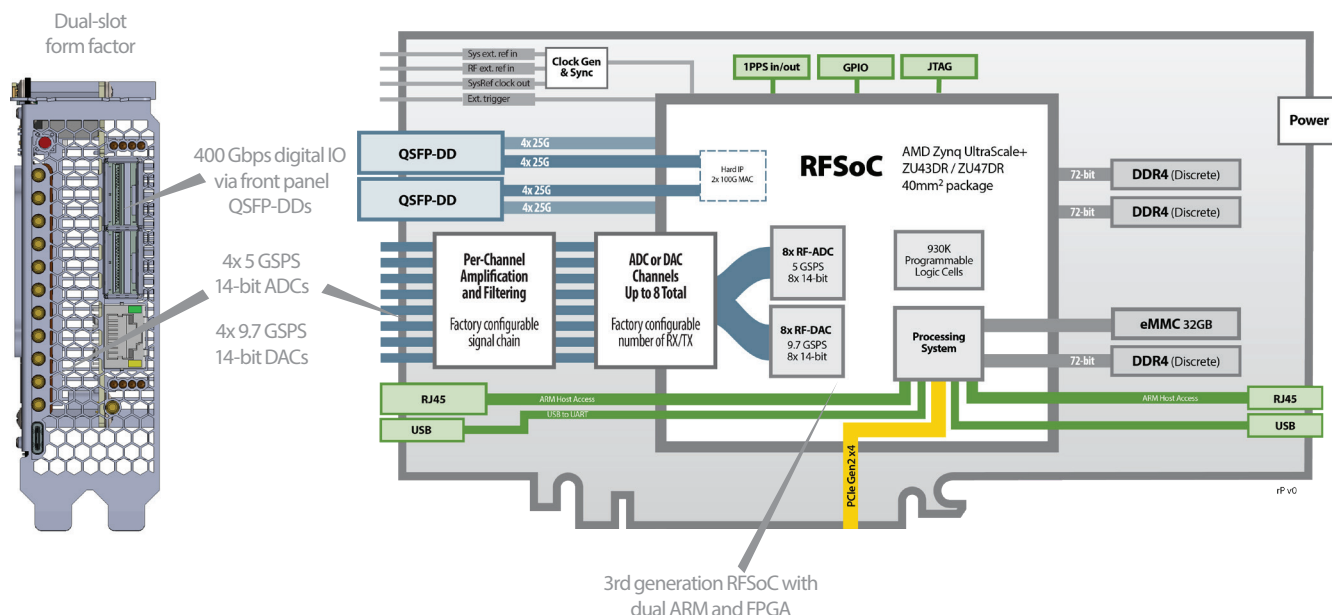 Dual-slot
form factor
400 Gbps digital IO
via front panel
QSFP-DDs
4x 5 GSPS
14-bit ADCs
4x 9.7 GSPS
14-bit DACs
Sys ext. ref in
RF ext. ref in
SysRef clock out
Ext. trigger
Clock Gen
& Sync
1PPS in/out
GPIO
JTAG
Power
QSFP-DD
4x 25G
4x 25G
QSFP-DD
4x 25G
4x 25G
Hard IP
2x 100G MAC
RFSoC
AMD Zynq UltraScale+
ZU43DR / ZU47DR
40mm² package
72-bit
DDR4 (Discrete)
72-bit
DDR4 (Discrete)
Per-Channel
Amplification
and Filtering
Factory configurable
signal chain
ADC or DAC
Channels
Up to 8 Total
Factory configurable
number of RX/TX
8x RF-ADC
5 GSPS
8x 14-bit
8x RF-DAC
9.7 GSPS
8x 14-bit
930K
Programmable
Logic Cells
Processing
System
eMMC 32GB
72-bit
DDR4 (Discrete)
RJ45
ARM Host Access
USB
USB to UART
ARM Host Access
RJ45
USB
PCIe Gen2 x4
rP v0
3rd generation RFSoC with
dual ARM and FPGA